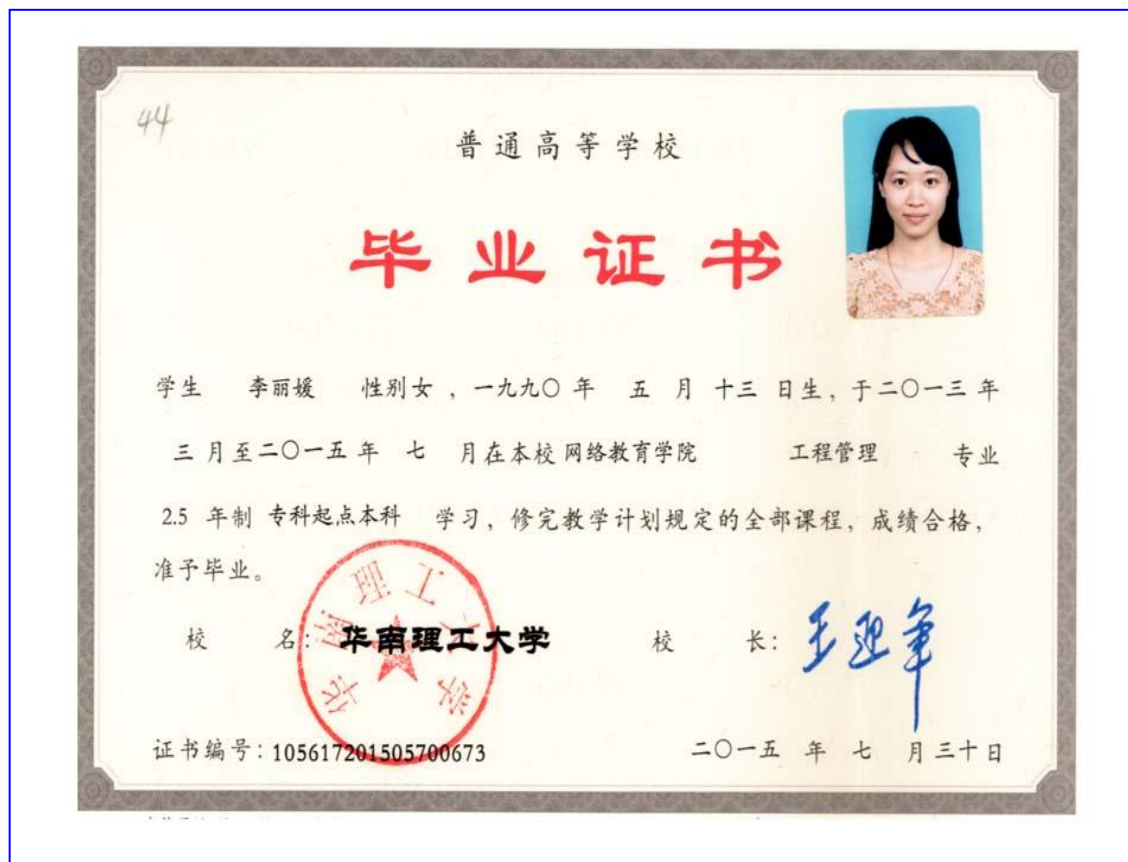 44
普通高等学校
毕业证书
学生 李丽媛 性别女，一九九〇年 五 月 十三 日生，于二〇一三年
三 月至二〇一五年 七 月在本校 网络教育学院 工程管理 专业
2.5 年制 专科起点本科 学习，修完教学计划规定的全部课程，成绩合格，
准予毕业。
华南理工大学
校 名：华南理工大学 校 长：王迎军
证书编号：105617201505700673 二〇一五 年 七 月三十日